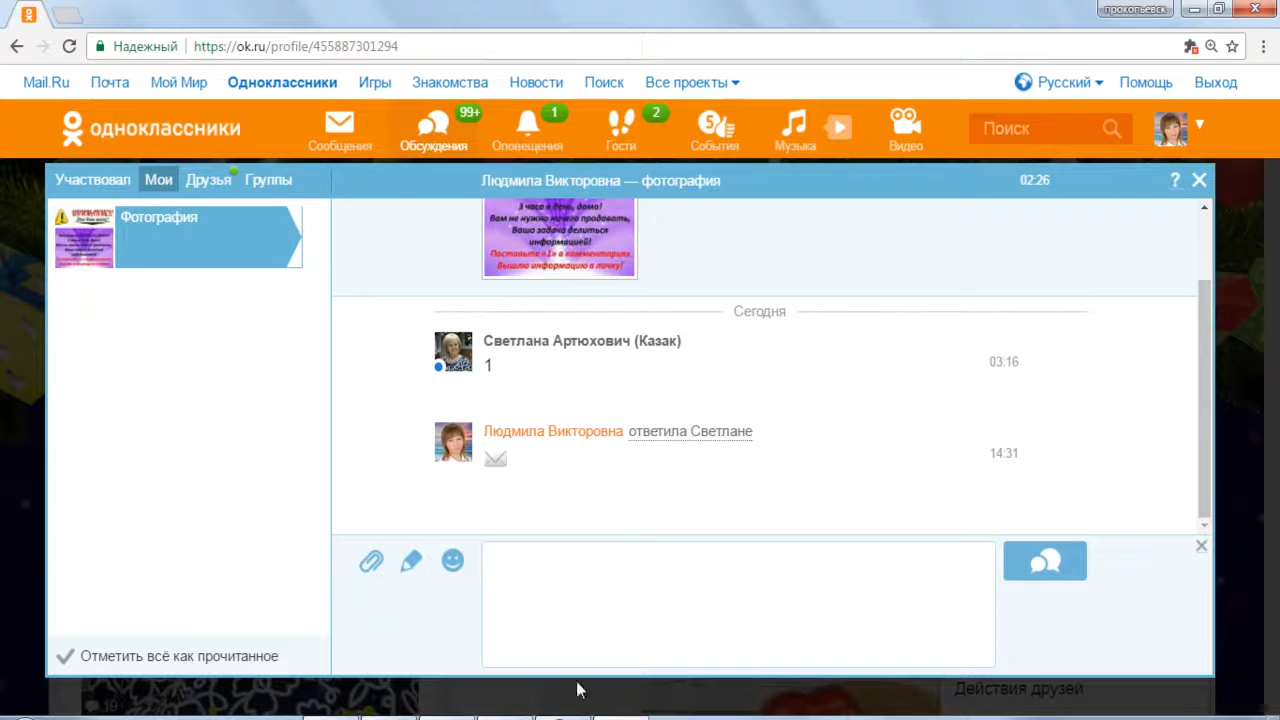 прокопьевск
Надежный https://ok.ru/profile/455887301294
Mail.Ru Почта Мой Мир Одноклассники Игры Знакомства Новости Поиск Все проекты Русский Помощь Выход
одноклассники Сообщения Обсуждения 99+ Оповещения 1 Гости 2 События 5 Музыка Видео Поиск
Участвовал Мои Друзья Группы Людмила Викторовна — фотография 02:26 ?
Фотография
3 часа в день, дома!
Вам не нужно ничего продавать,
Ваша задача делиться
информацией!
Поставьте «1» в комментариях
Вышлю информацию в личку!
Сегодня
Светлана Артюхович (Казак)
1 03:16
Людмила Викторовна ответила Светлане
14:31
Отметить всё как прочитанное
19
Действия друзей